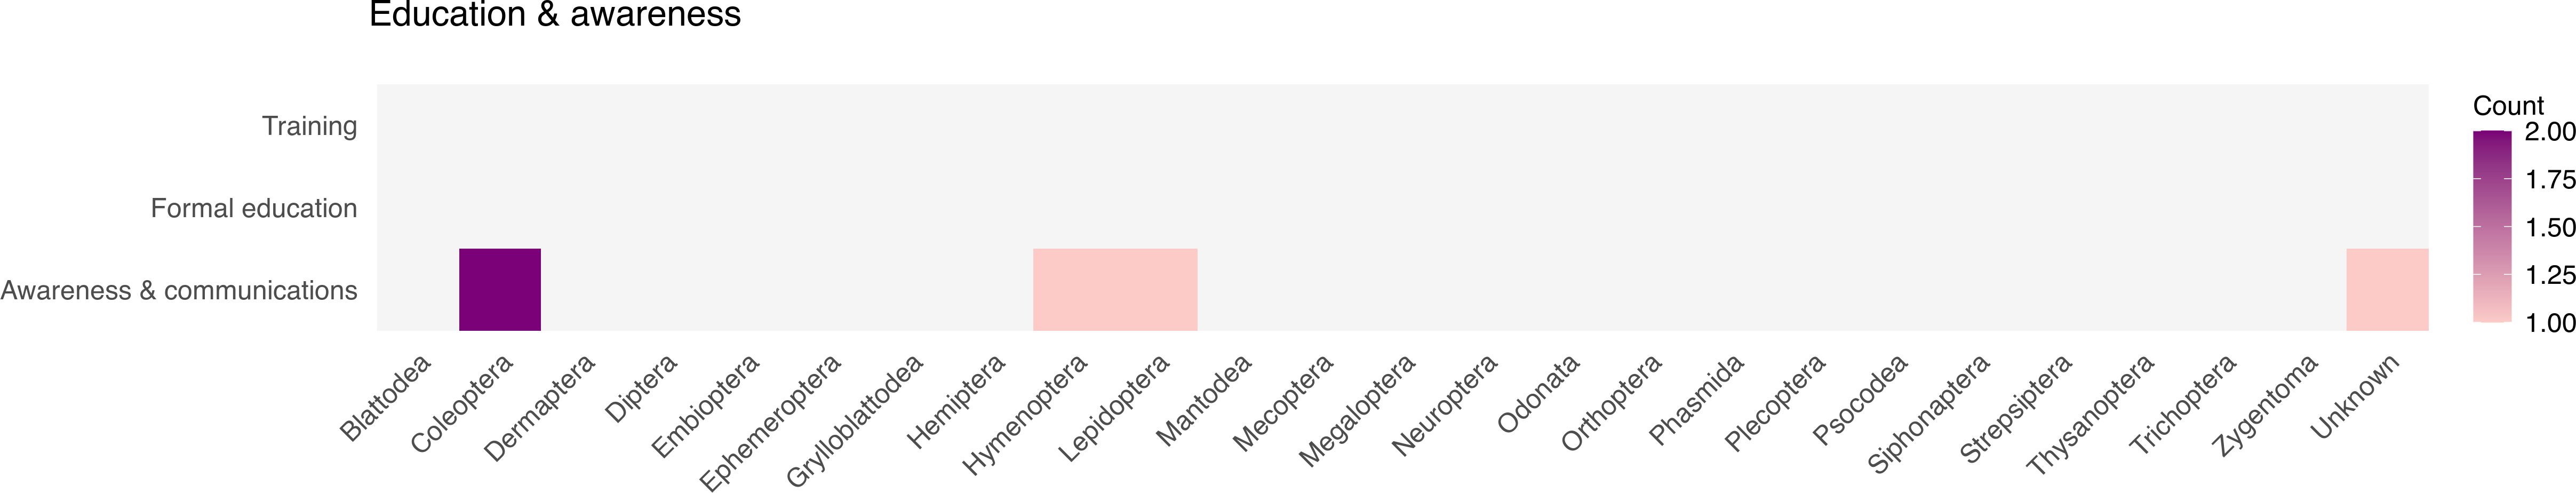 Education & awareness
Training
Formal education
Awareness & communications
Blattodea
Coleoptera
Dermaptera
Diptera
Embioptera
Ephemeroptera
Grylloblattodea
Hemiptera
Hymenoptera
Lepidoptera
Mantodea
Mecoptera
Megaloptera
Neuroptera
Odonata
Orthoptera
Phasmida
Plecoptera
Psocodea
Siphonaptera
Strepsiptera
Thysanoptera
Trichoptera
Zygentoma
Unknown
Count
2.00
1.75
1.50
1.25
1.00